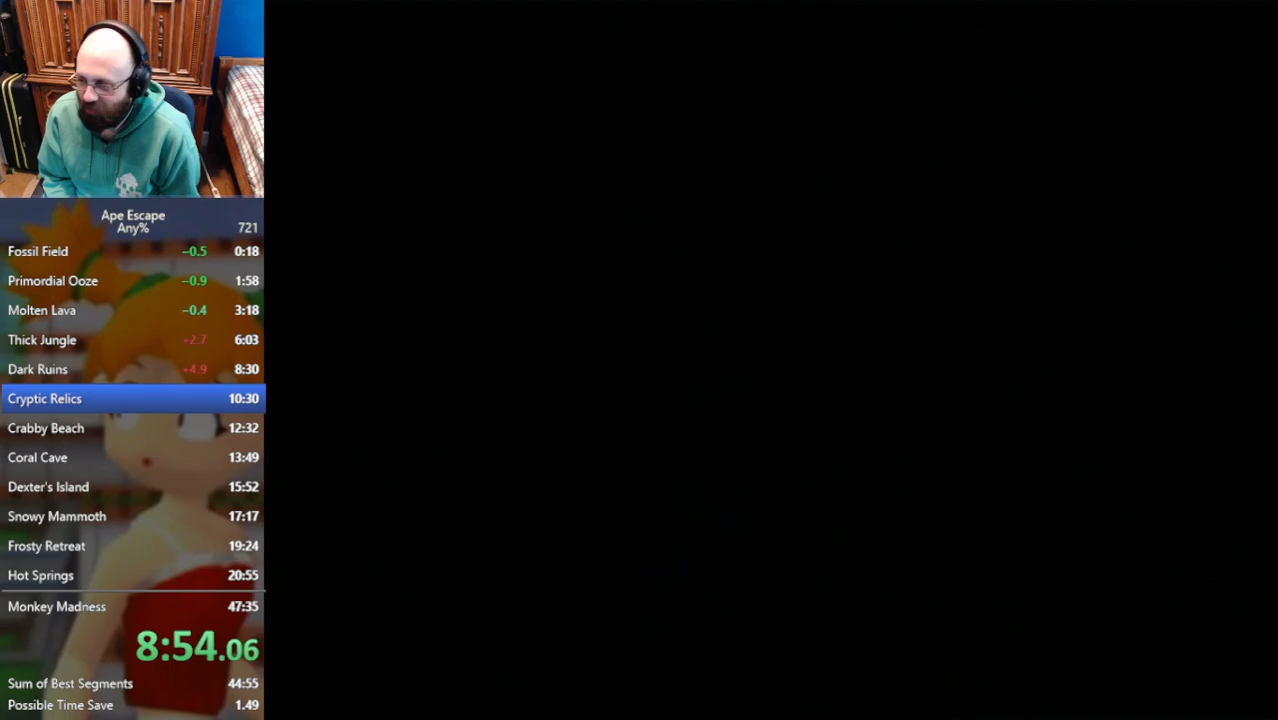 Ape Escape
Any% 721
Fossil Field −0.5 0:18
Primordial Ooze −0.9 1:58
Molten Lava −0.4 3:18
Thick Jungle +2.7 6:03
Dark Ruins +4.9 8:30
Cryptic Relics 10:30
Crabby Beach 12:32
Coral Cave 13:49
Dexter's Island 15:52
Snowy Mammoth 17:17
Frosty Retreat 19:24
Hot Springs 20:55
Monkey Madness 47:35
8:54.06
Sum of Best Segments 44:55
Possible Time Save 1.49